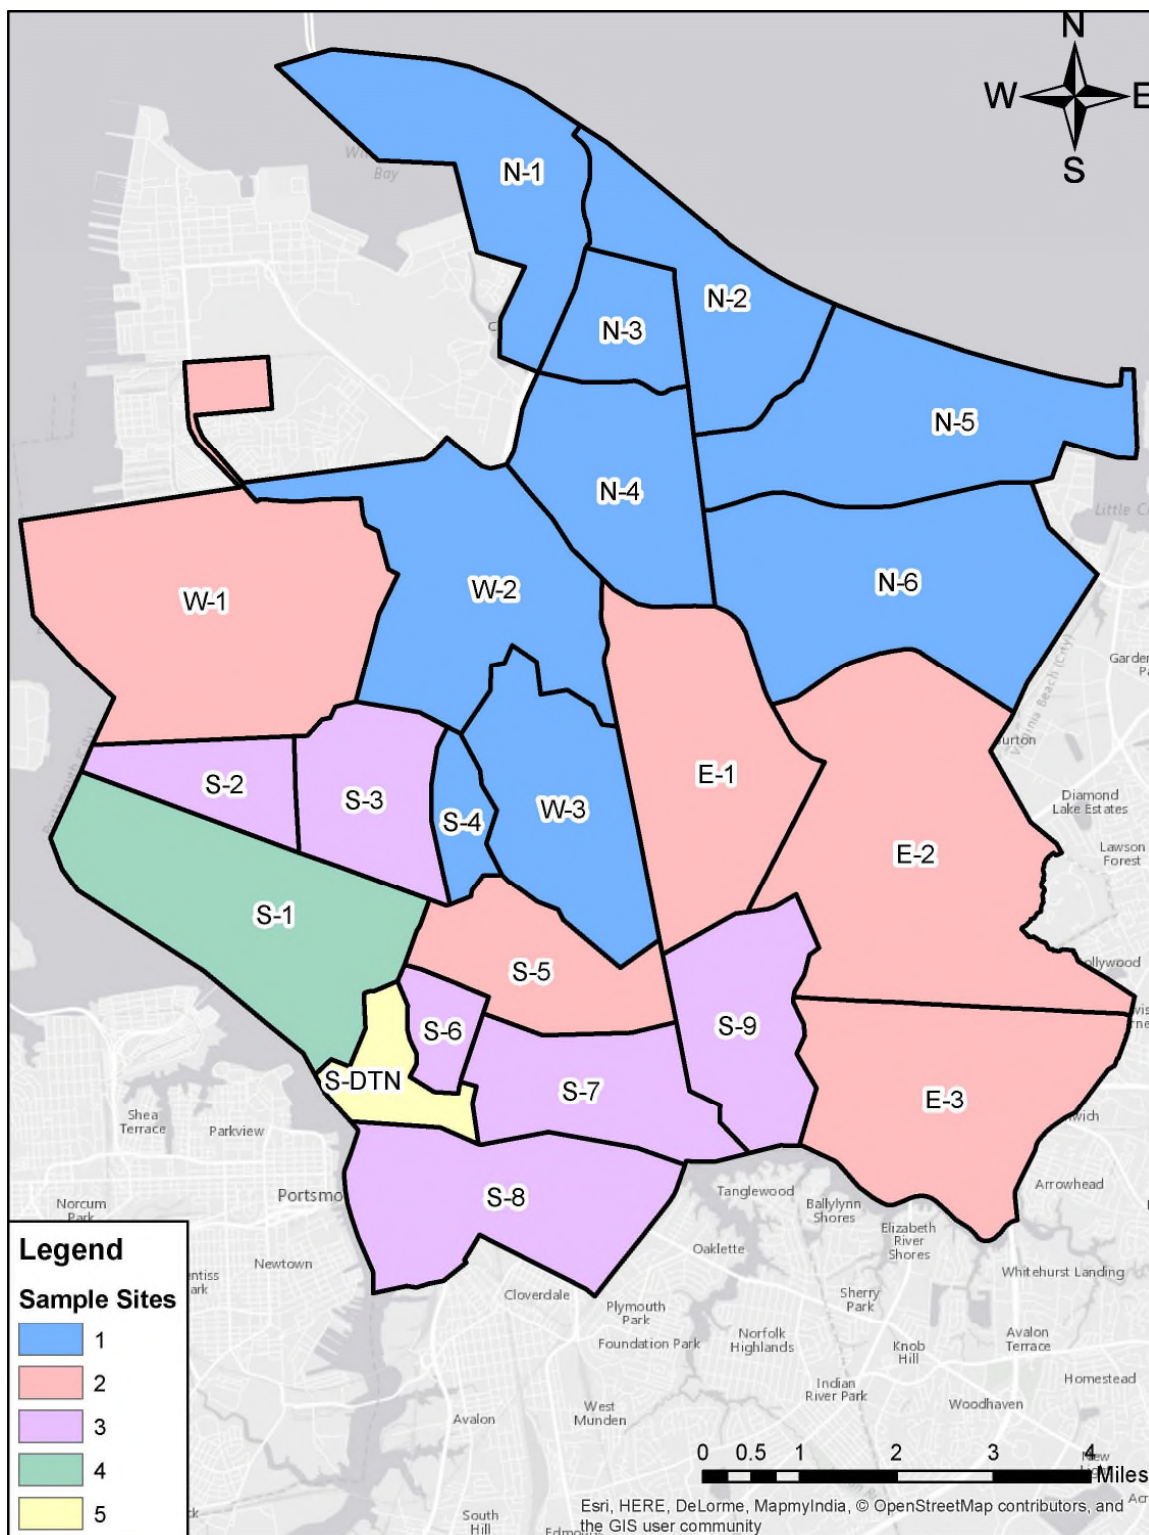 N
W E
S
Bay
N-1
N-2
N-3
N-5
N-4
Little
N-6
W-2
W-1
Virginia Beach (City)
Garden
Portsmouth (City)
S-2
S-3
S-4
W-3
E-1
Diamond
Lake Estates
E-2
Lawson
Forest
S-1
S-5
S-6
S-9
S-DTN
S-7
E-3
Shea
Terrace
Parkview
S-8
Tanglewood
Ballylynn
Shores
Arrowhead
Norcum
Park
Portsmo
Elizabeth
River
Shores
Oaklette
Newtown
Whitehurst Landing
Cloverdale
Plymouth
Park
Sherry
Park
Foundation Park
Norfolk
Highlands
Knob
Hill
Avalon
Terrace
Indian
River Park
Homestead
West
Munden
Avalon
Woodhaven
South
Hill
Legend
Sample Sites
1
2
3
4
5
0 0.5 1 2 3 4
Miles
Esri, HERE, DeLorme, MapmyIndia, © OpenStreetMap contributors, and
the GIS user community